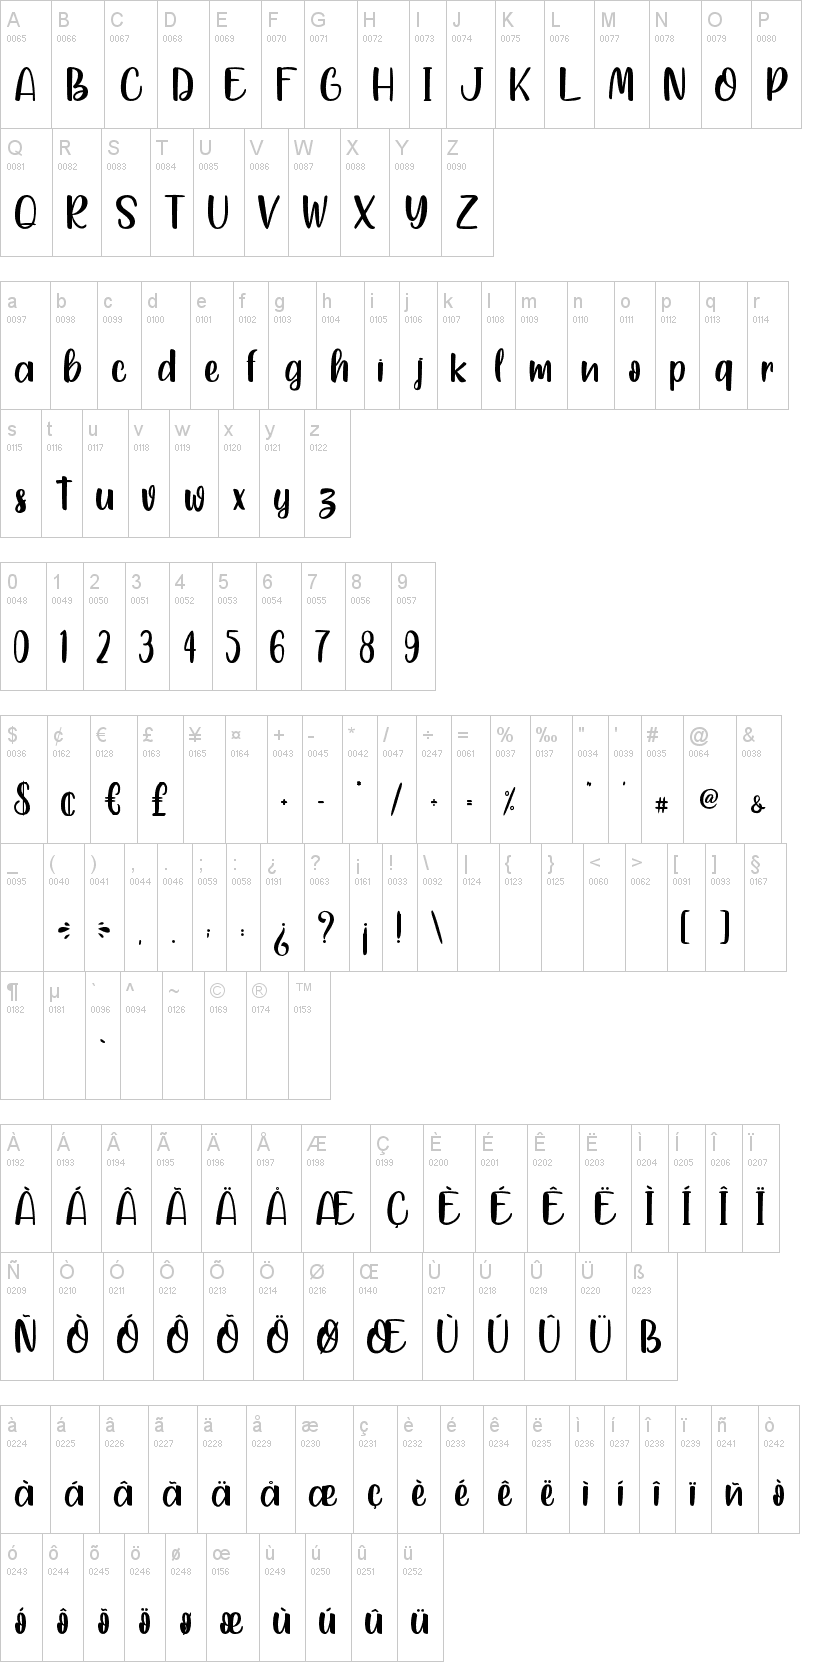 A B C D E F G H I J K L M N O P
0065 0066 0067 0068 0069 0070 0071 0072 0073 0074 0075 0076 0077 0078 0079 0080
A B C D E F G H I J K L M N O P
Q R S T U V W X Y Z
0081 0082 0083 0084 0085 0086 0087 0088 0089 0090
Q R S T U V W X Y Z
a b c d e f g h i j k l m n o p q r
0097 0098 0099 0100 0101 0102 0103 0104 0105 0106 0107 0108 0109 0110 0111 0112 0113 0114
a b c d e f g h i j k l m n o p q r
s t u v w x y z
0115 0116 0117 0118 0119 0120 0121 0122
s t u v w x y z
0 1 2 3 4 5 6 7 8 9
0048 0049 0050 0051 0052 0053 0054 0055 0056 0057
0 1 2 3 4 5 6 7 8 9
$ ¢ € £ ¥ ¤ + - * / ÷ = % ‰ " ' # @ &
0036 0162 0128 0163 0165 0164 0043 0045 0042 0047 0247 0061 0037 0137 0034 0039 0035 0064 0038
$ ¢ € £ + - * / ÷ = % " ' # @ &
_ ( ) , . ; : ¿ ? ¡ ! \ | { } < > [ ] §
0095 0040 0041 0044 0046 0059 0058 0191 0063 0161 0033 0092 0124 0123 0125 0060 0062 0091 0093 0167
, . ; : ¿ ? ¡ ! \ [ ]
¶ µ ` ^ ~ © ® ™
0182 0181 0096 0094 0126 0169 0174 0153
`
À Á Â Ã Ä Å Æ Ç È É Ê Ë Ì Í Î Ï
0192 0193 0194 0195 0196 0197 0198 0199 0200 0201 0202 0203 0204 0205 0206 0207
À Á Â Ã Ä Å Æ Ç È É Ê Ë Ì Í Î Ï
Ñ Ò Ó Ô Õ Ö Ø Œ Ù Ú Û Ü ß
0209 0210 0211 0212 0213 0214 0216 0140 0217 0218 0219 0220 0223
Ñ Ò Ó Ô Õ Ö Ø Œ Ù Ú Û Ü ß
à á â ã ä å æ ç è é ê ë ì í î ï ñ ò
0224 0225 0226 0227 0228 0229 0230 0231 0232 0233 0234 0235 0236 0237 0238 0239 0241 0242
à á â ã ä å æ ç è é ê ë ì í î ï ñ ò
ó ô õ ö ø œ ù ú û ü
0243 0244 0245 0246 0248 0156 0249 0250 0251 0252
ó ô õ ö ø œ ù ú û ü